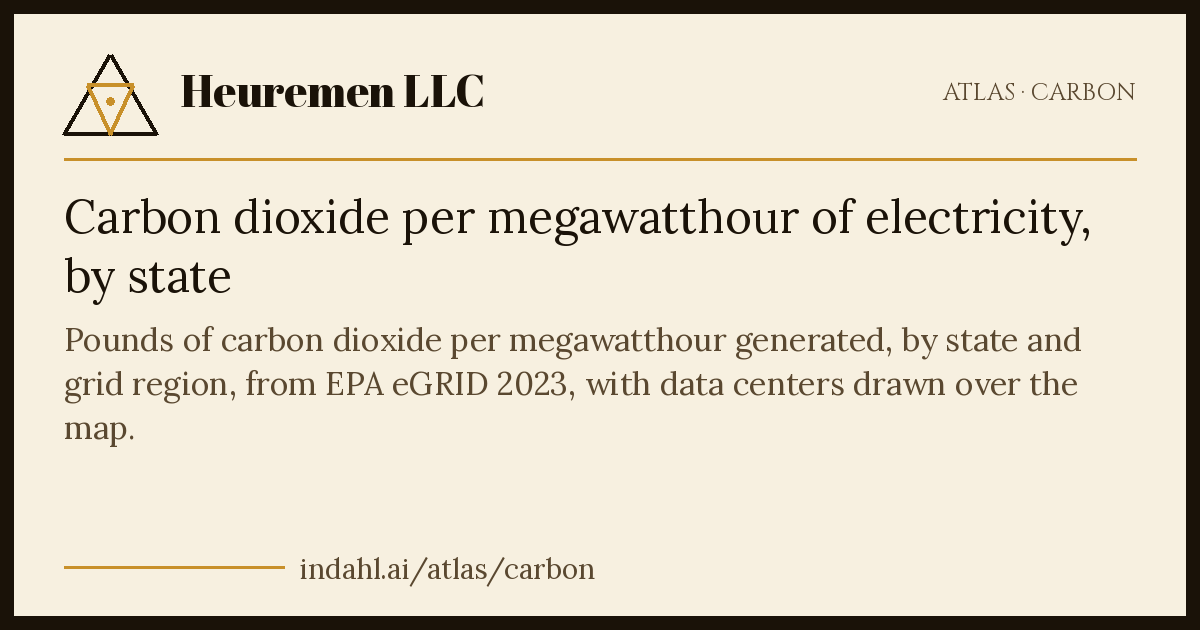 Heuremen LLC
ATLAS · CARBON
Carbon dioxide per megawatthour of electricity,
by state
Pounds of carbon dioxide per megawatthour generated, by state and
grid region, from EPA eGRID 2023, with data centers drawn over the
map.
indahl.ai/atlas/carbon